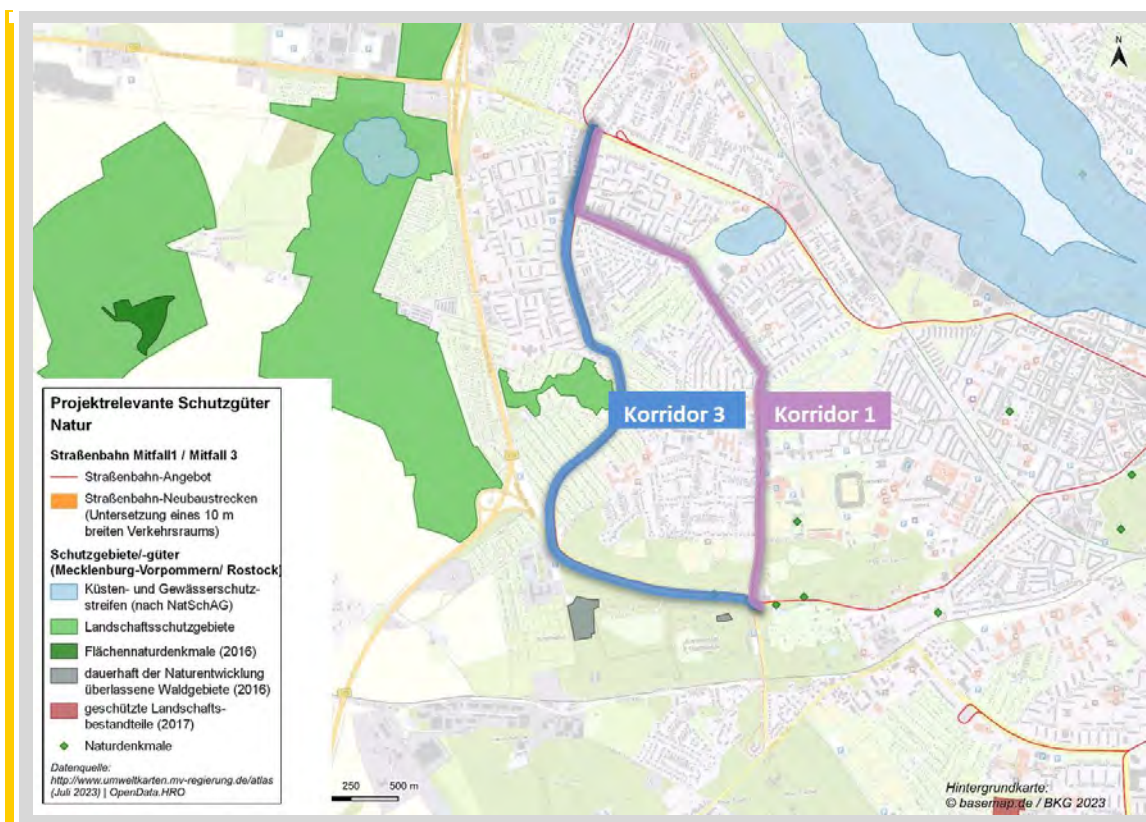 N
Korridor 3
Korridor 1
Projektrelevante Schutzgüter
Natur
Straßenbahn Mitfall1 / Mitfall 3
Straßenbahn-Angebot
Straßenbahn-Neubaustrecken
(Untersetzung eines 10 m
breiten Verkehrsraums)
Schutzgebiete/-güter
(Mecklenburg-Vorpommern/ Rostock)
Küsten- und Gewässerschutz-
streifen (nach NatSchAG)
Landschaftsschutzgebiete
Flächennaturdenkmale (2016)
dauerhaft der Naturentwicklung
überlassene Waldgebiete (2016)
geschützte Landschafts-
bestandteile (2017)
Naturdenkmale
Datenquelle:
http://www.umweltkarten.mv-regierung.de/atlas
(Juli 2023) | OpenData.HRO
250 500 m
Hintergrundkarte:
© basemap.de / BKG 2023